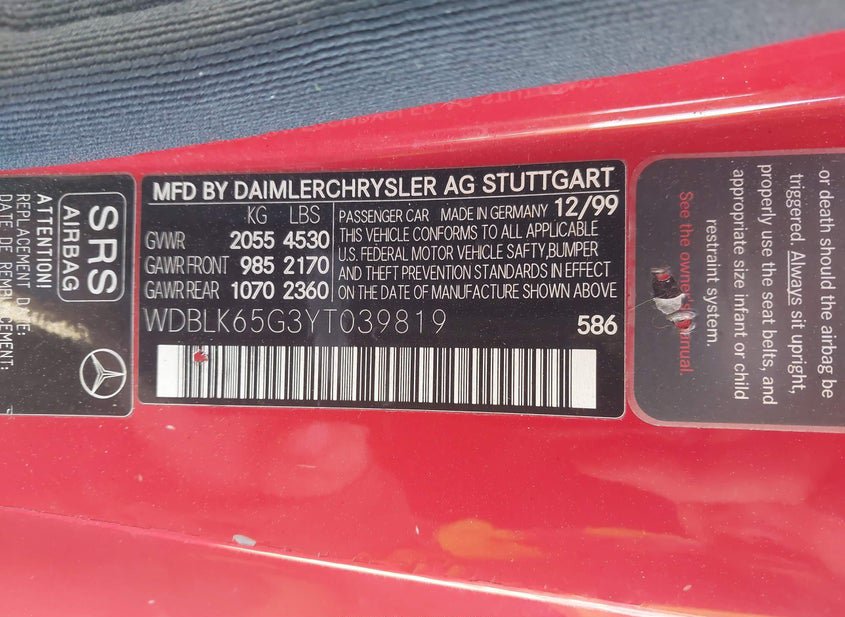 MFD BY DAIMLERCHRYSLER AG STUTTGART
KG LBS
GVWR 2055 4530
GAWR FRONT 985 2170
GAWR REAR 1070 2360
PASSENGER CAR MADE IN GERMANY 12/99
THIS VEHICLE CONFORMS TO ALL APPLICABLE
U.S. FEDERAL MOTOR VEHICLE SAFTY,BUMPER
AND THEFT PREVENTION STANDARDS IN EFFECT
ON THE DATE OF MANUFACTURE SHOWN ABOVE
WDBLK65G3YT039819
586
SRS
AIRBAG
ATTENTION!
REPLACEMENT DATE:
DATE DE
or death should the airbag be
triggered. Always sit upright,
properly use the seat belts, and
appropriate size infant or child
restraint system.
See the owner's